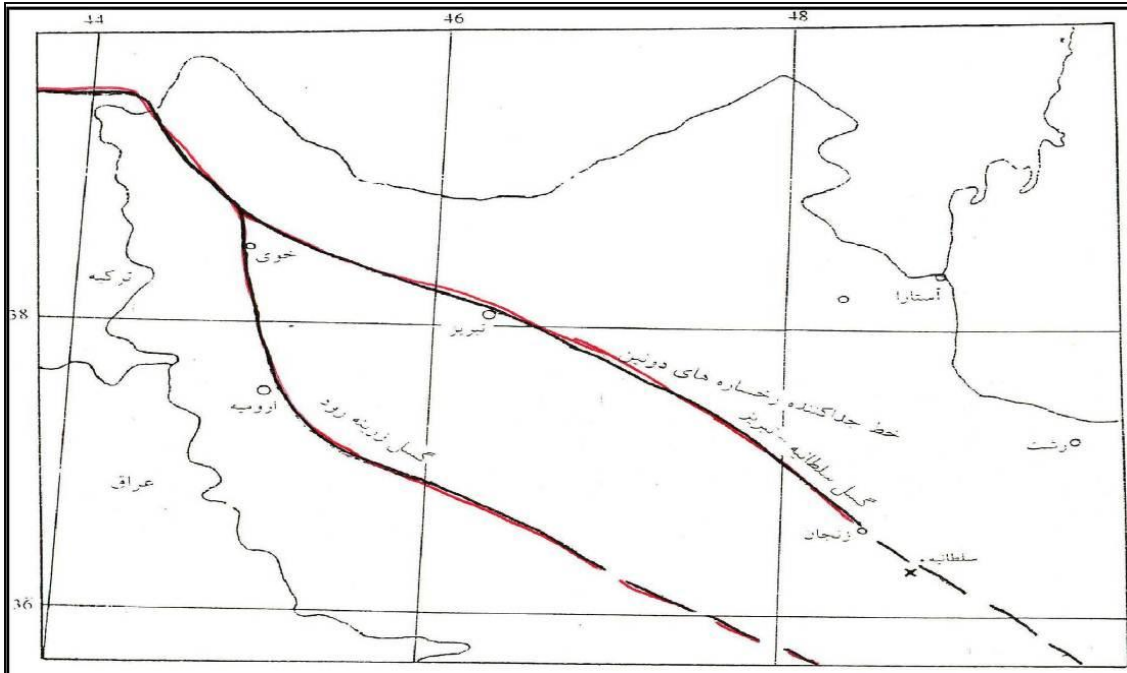 44
46
48
خوی
ترکیه
38
تبریز
آستارا
خط جداکننده رخساره های دونین
ارومیه
گسل زرینه رود
گسل سلطانیه - تبریز
رشت
عراق
زنجان
سلطانیه
36